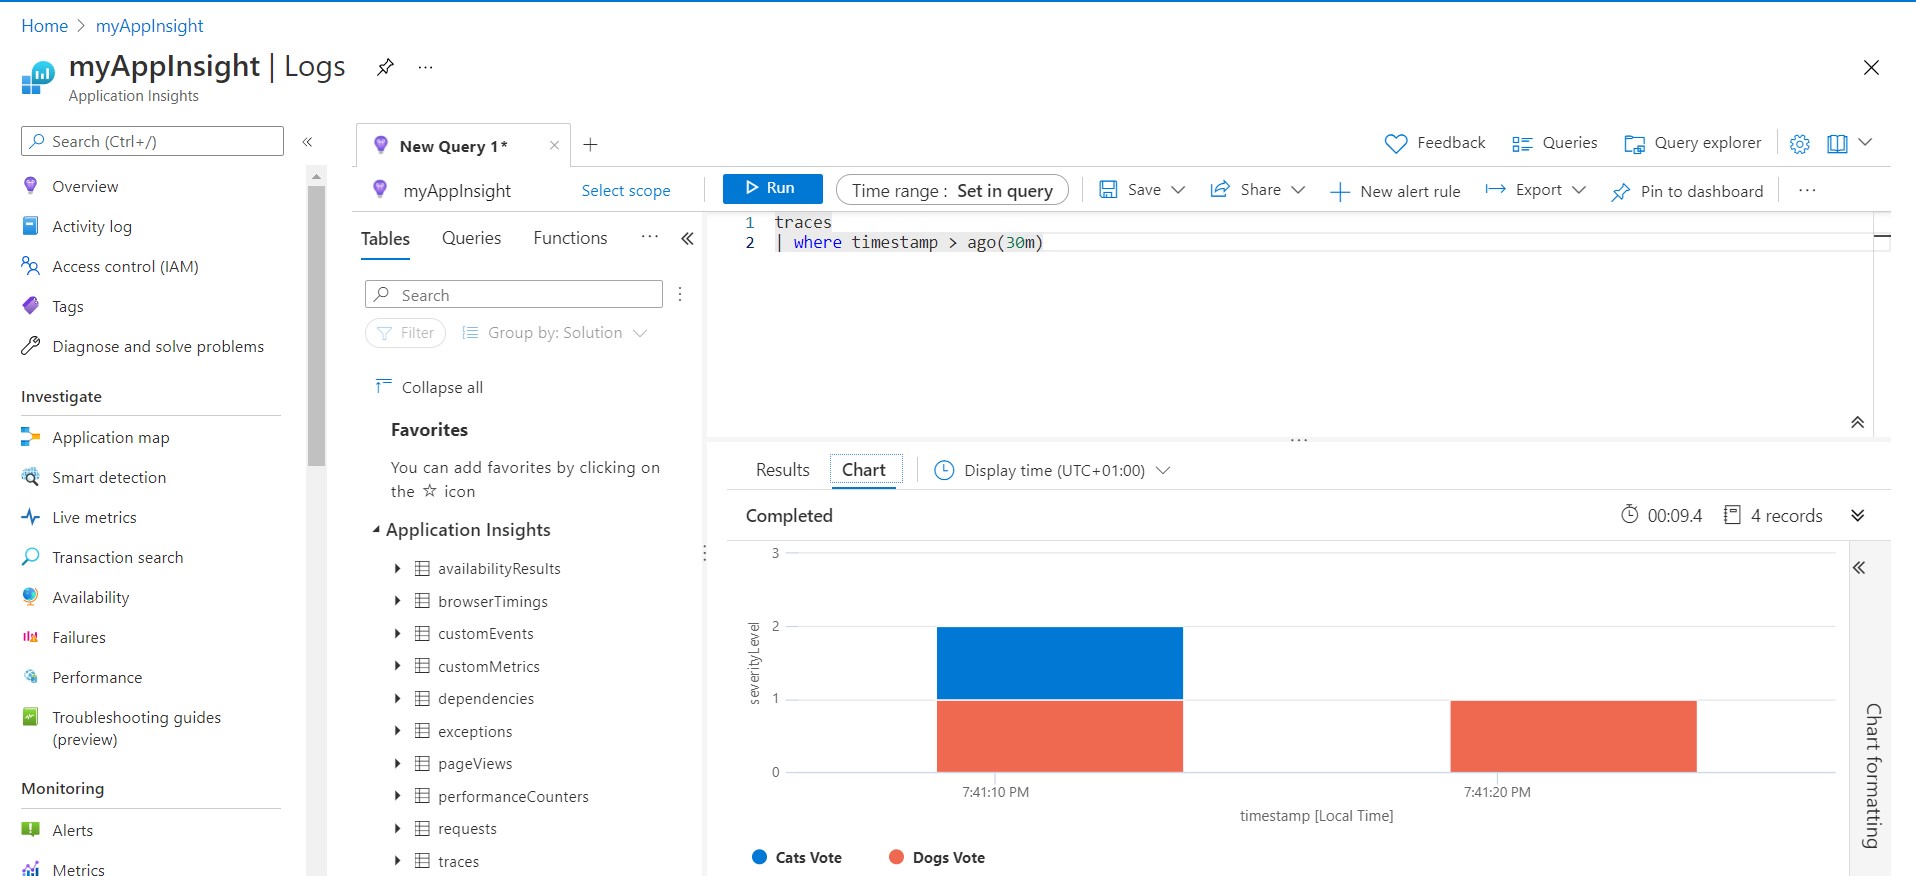 Home > myAppInsight
myAppInsight | Logs ...
Application Insights
Search (Ctrl+/)
Overview
Activity log
Access control (IAM)
Tags
Diagnose and solve problems
Investigate
Application map
Smart detection
Live metrics
Transaction search
Availability
Failures
Performance
Troubleshooting guides
(preview)
Monitoring
Alerts
Metrics
New Query 1*
Feedback Queries Query explorer
myAppInsight Select scope Run Time range : Set in query Save Share New alert rule Export Pin to dashboard ...
Tables Queries Functions ...
Search
Filter Group by: Solution
Collapse all
Favorites
You can add favorites by clicking on
the ☆ icon
Application Insights
availabilityResults
browserTimings
customEvents
customMetrics
dependencies
exceptions
pageViews
performanceCounters
requests
traces
1 traces
2 | where timestamp > ago(30m)
Results Chart Display time (UTC+01:00)
Completed 00:09.4 4 records
3
2
1
0
severityLevel
7:41:10 PM 7:41:20 PM
timestamp [Local Time]
Cats Vote Dogs Vote
Chart formatting